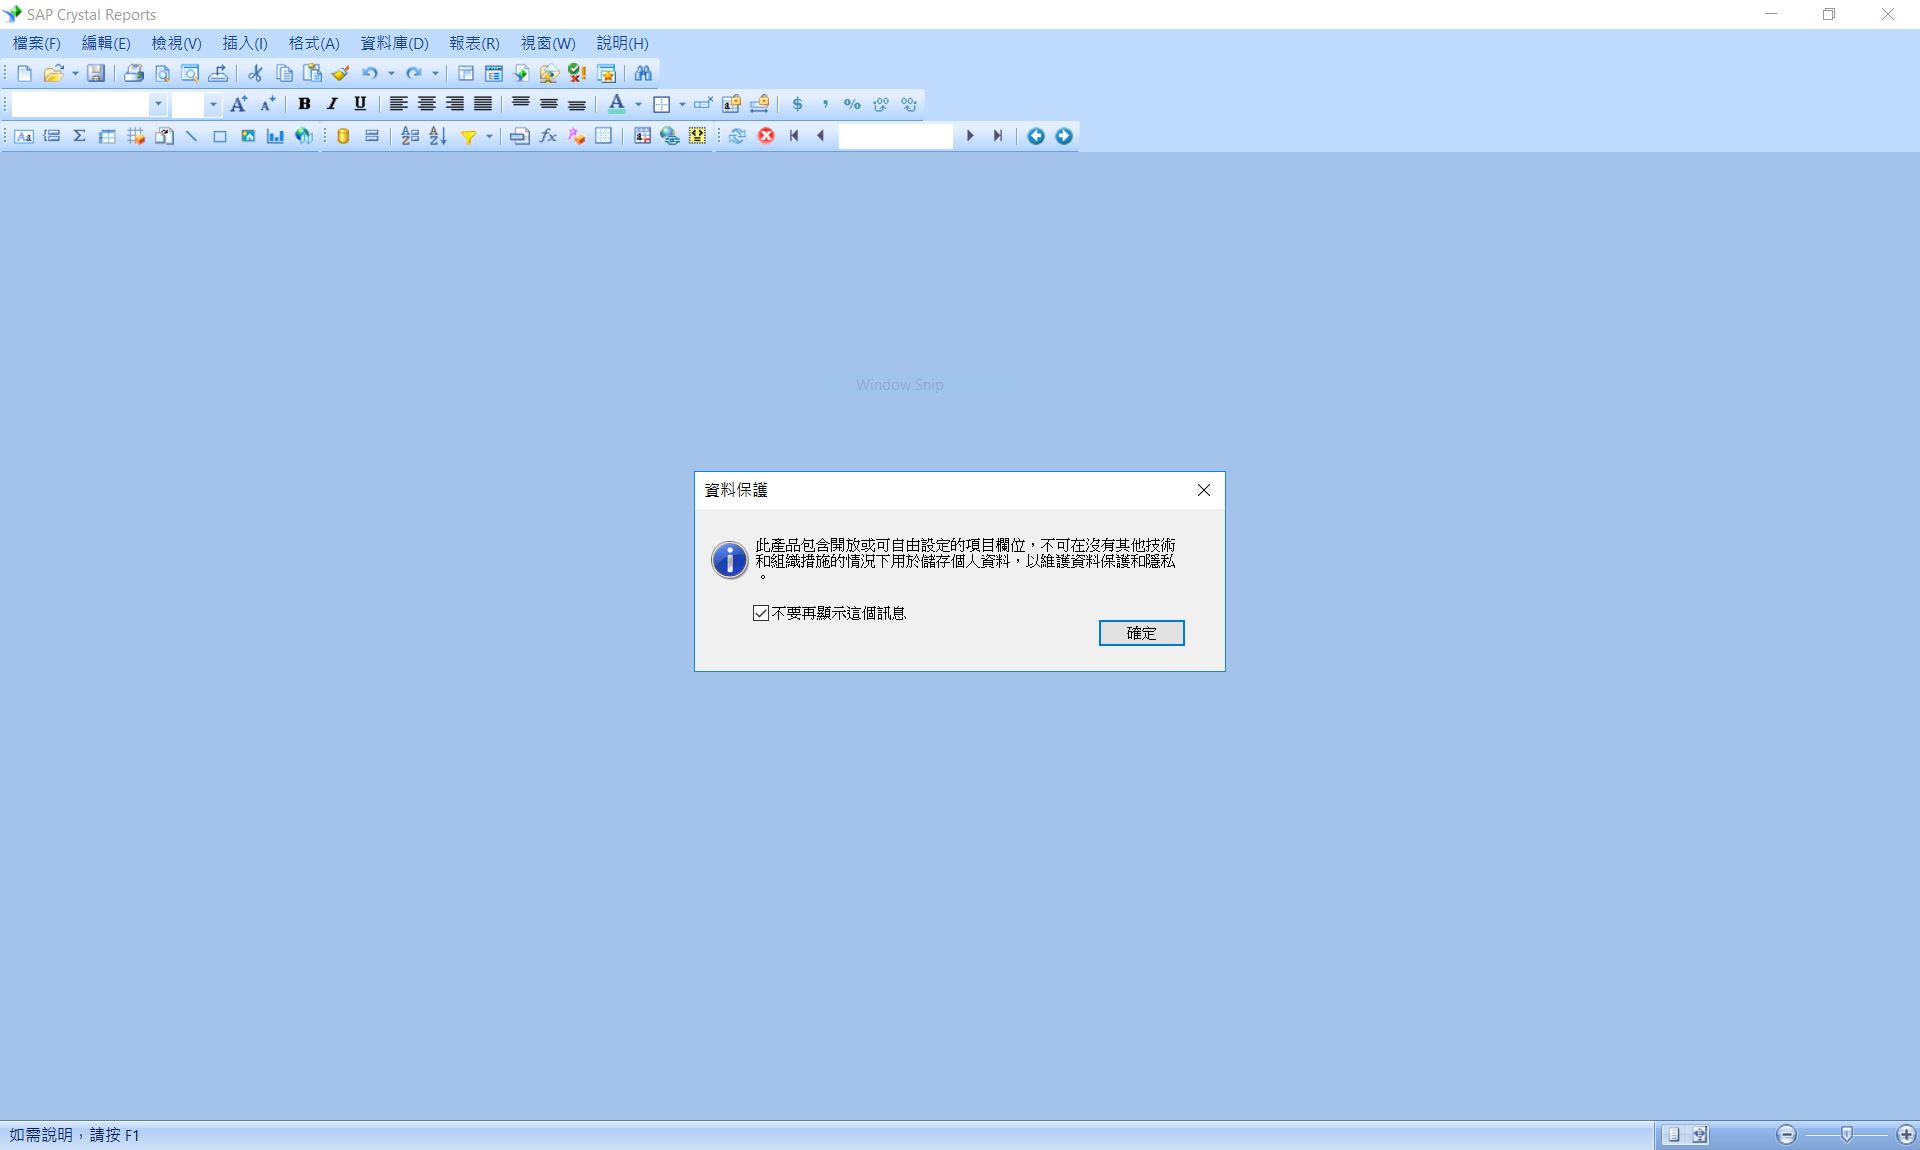 SAP Crystal Reports
檔案(F) 編輯(E) 檢視(V) 插入(I) 格式(A) 資料庫(D) 報表(R) 視窗(W) 說明(H)
Window Snip
資料保護
此產品包含開放或可自由設定的項目欄位，不可在沒有其他技術
和組織措施的情況下用於儲存個人資料，以維護資料保護和隱私
。
不要再顯示這個訊息
確定
如需說明，請按 F1